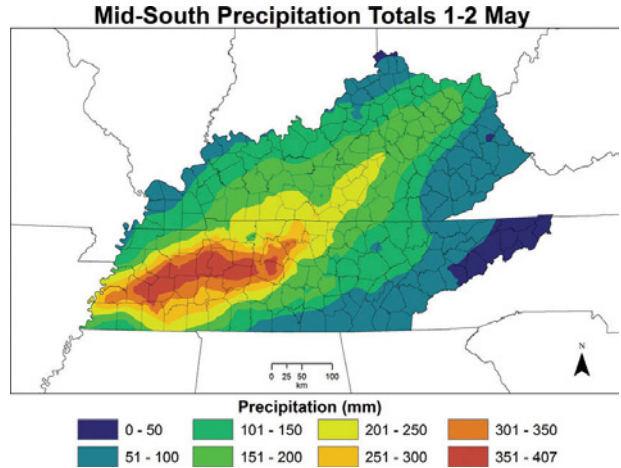 Mid-South Precipitation Totals 1-2 May
N
0 25 50 100
km
Precipitation (mm)
0 - 50 101 - 150 201 - 250 301 - 350
51 - 100 151 - 200 251 - 300 351 - 407